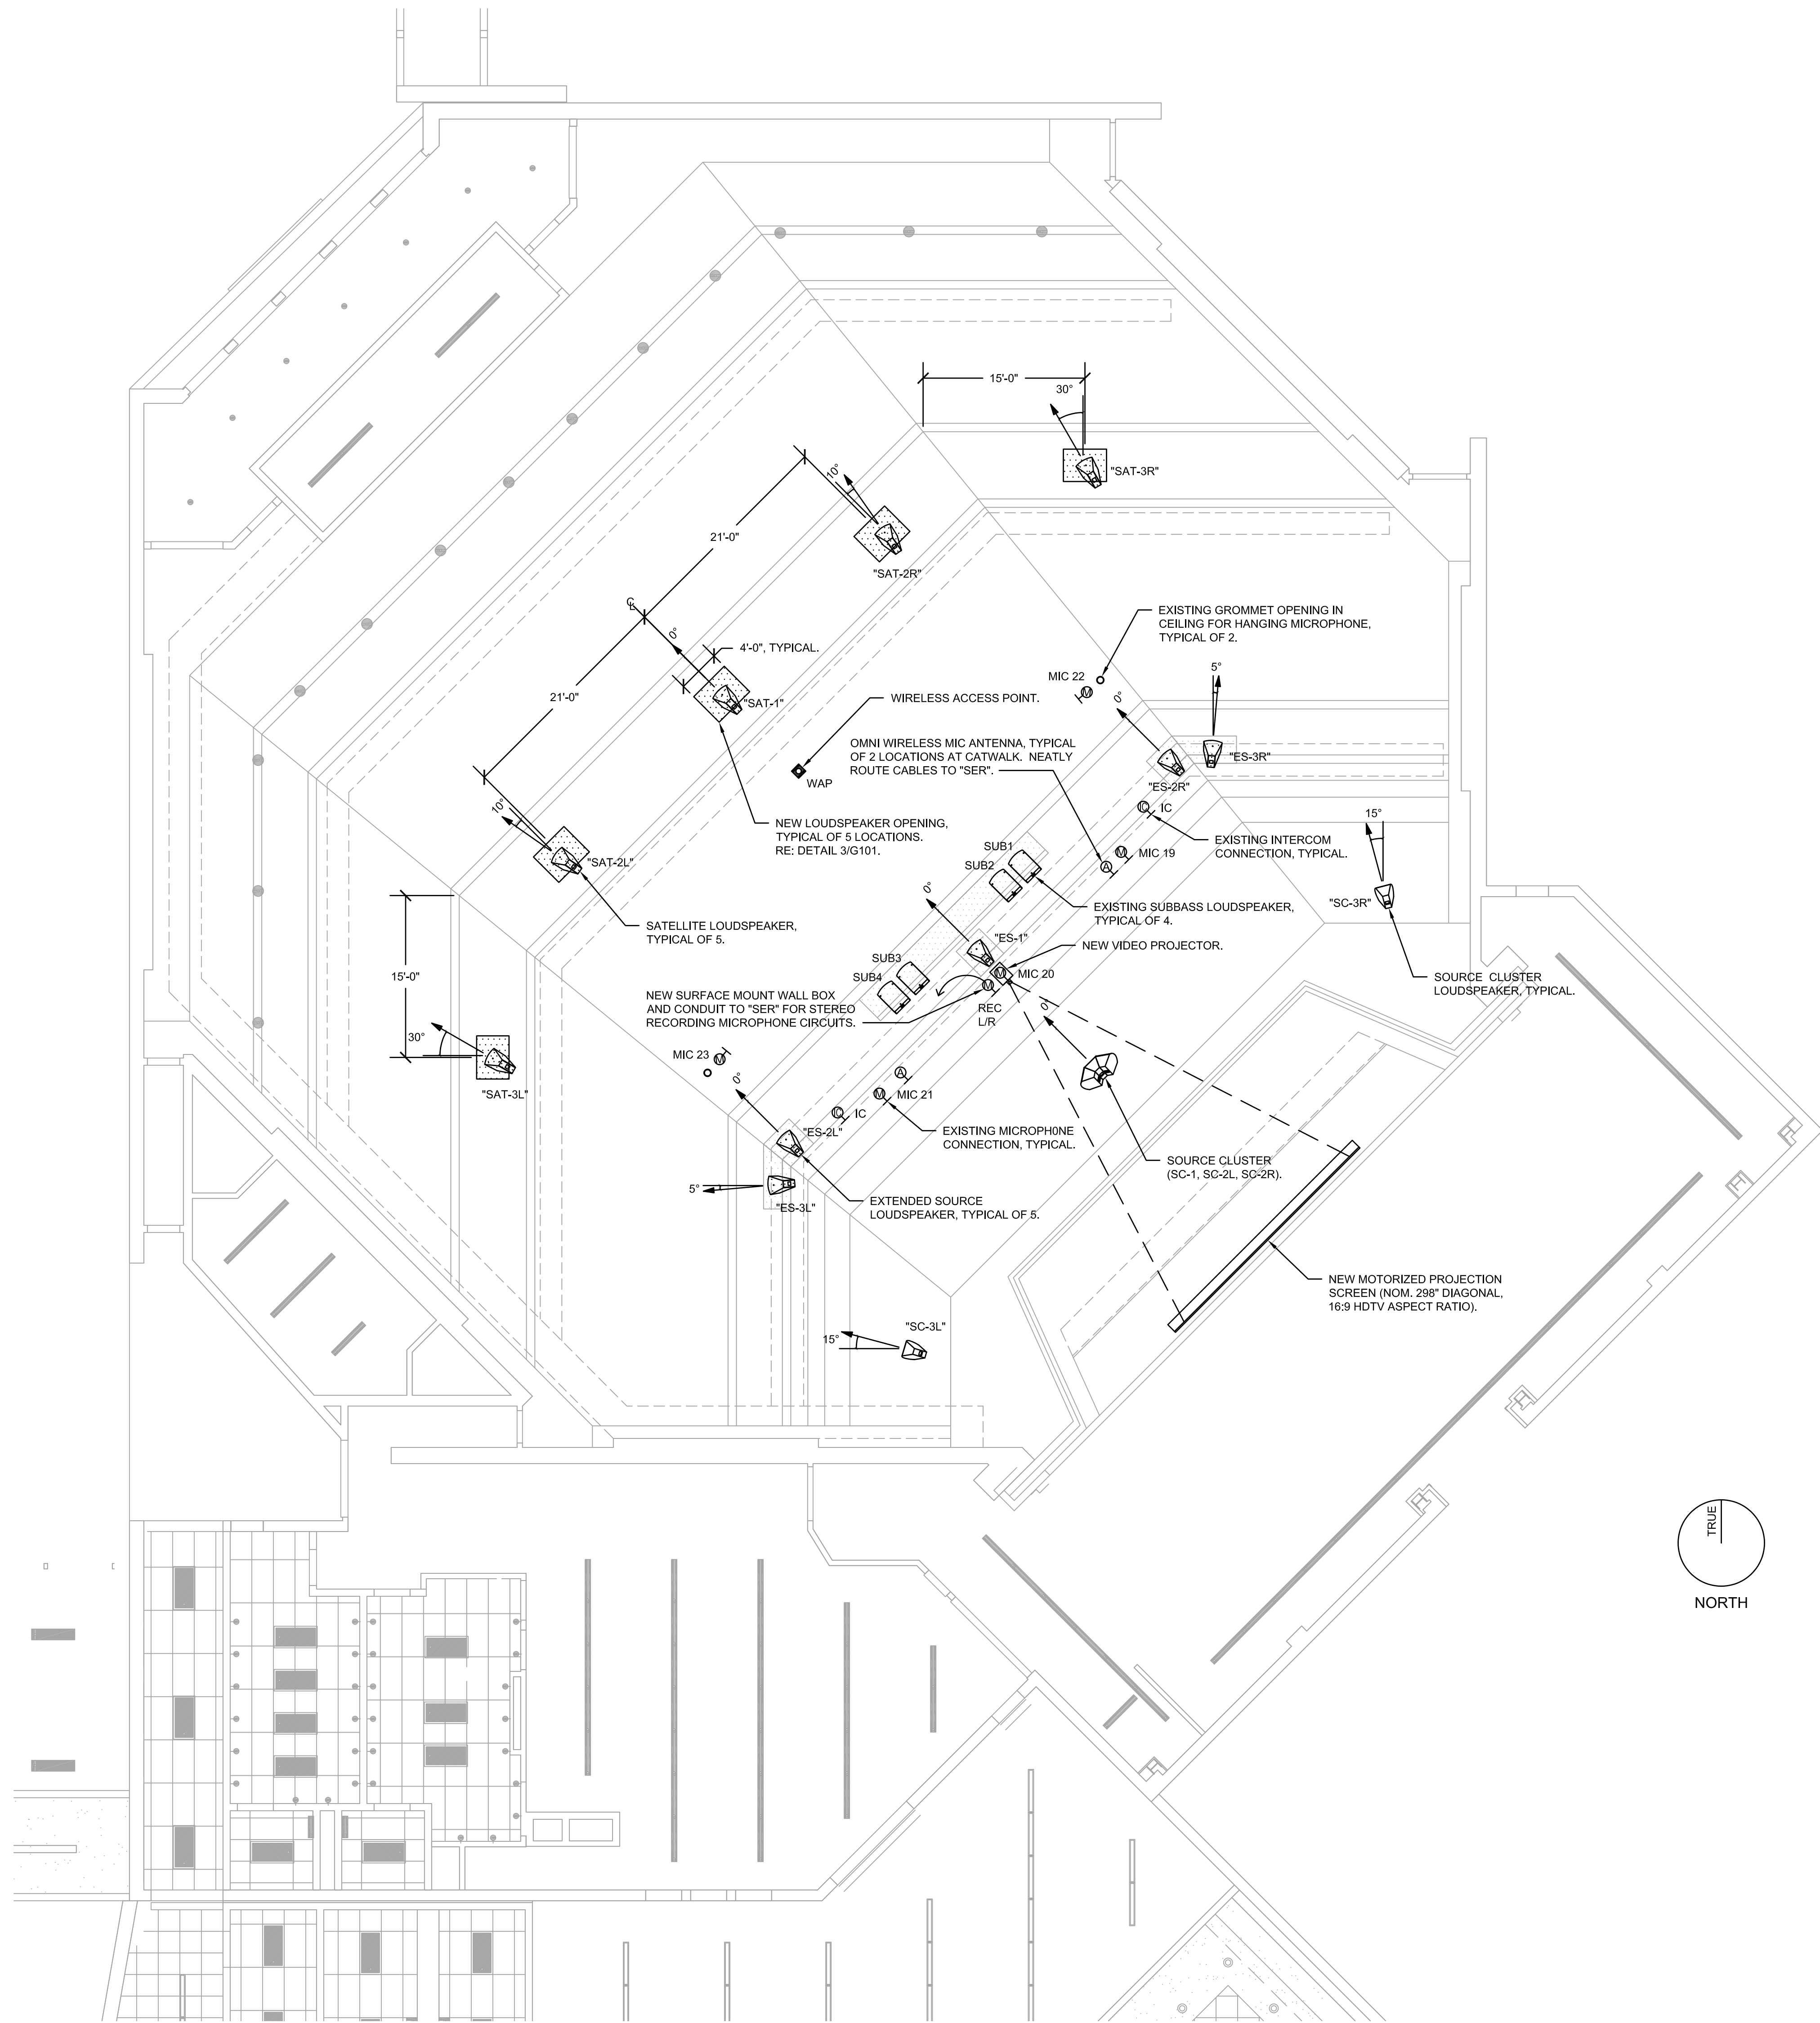 15'-0"
30°
"SAT-3R"
10°
21'-0"
"SAT-2R"
℄
0°
4'-0", TYPICAL.
21'-0"
"SAT-1"
EXISTING GROMMET OPENING IN
CEILING FOR HANGING MICROPHONE,
TYPICAL OF 2.
MIC 22
M
0°
5°
WIRELESS ACCESS POINT.
OMNI WIRELESS MIC ANTENNA, TYPICAL
OF 2 LOCATIONS AT CATWALK. NEATLY
ROUTE CABLES TO "SER".
WAP
"ES-3R"
"ES-2R"
IC
IC
NEW LOUDSPEAKER OPENING,
TYPICAL OF 5 LOCATIONS.
RE: DETAIL 3/G101.
EXISTING INTERCOM
CONNECTION, TYPICAL.
15°
10°
"SAT-2L"
SUB1
SUB2
M
MIC 19
A
0°
EXISTING SUBBASS LOUDSPEAKER,
TYPICAL OF 4.
"SC-3R"
SATELLITE LOUDSPEAKER,
TYPICAL OF 5.
"ES-1"
NEW VIDEO PROJECTOR.
SUB3
SUB4
M
MIC 20
SOURCE CLUSTER
LOUDSPEAKER, TYPICAL.
15'-0"
NEW SURFACE MOUNT WALL BOX
AND CONDUIT TO "SER" FOR STEREO
RECORDING MICROPHONE CIRCUITS.
M
REC
L/R
0°
30°
"SAT-3L"
MIC 23
M
0°
A
M
MIC 21
IC
IC
"ES-2L"
EXISTING MICROPH0NE
CONNECTION, TYPICAL.
SOURCE CLUSTER
(SC-1, SC-2L, SC-2R).
5°
"ES-3L"
EXTENDED SOURCE
LOUDSPEAKER, TYPICAL OF 5.
NEW MOTORIZED PROJECTION
SCREEN (NOM. 298" DIAGONAL,
16:9 HDTV ASPECT RATIO).
15°
"SC-3L"
TRUE
NORTH